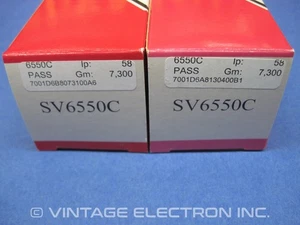 6550C Ip: 58
PASS Gm: 7,300
7001D6B8073100A6
SV6550C
6550C Ip: 58
PASS Gm: 7,300
7001D6A8130400B1
SV6550C
© VINTAGE ELECTRON INC.